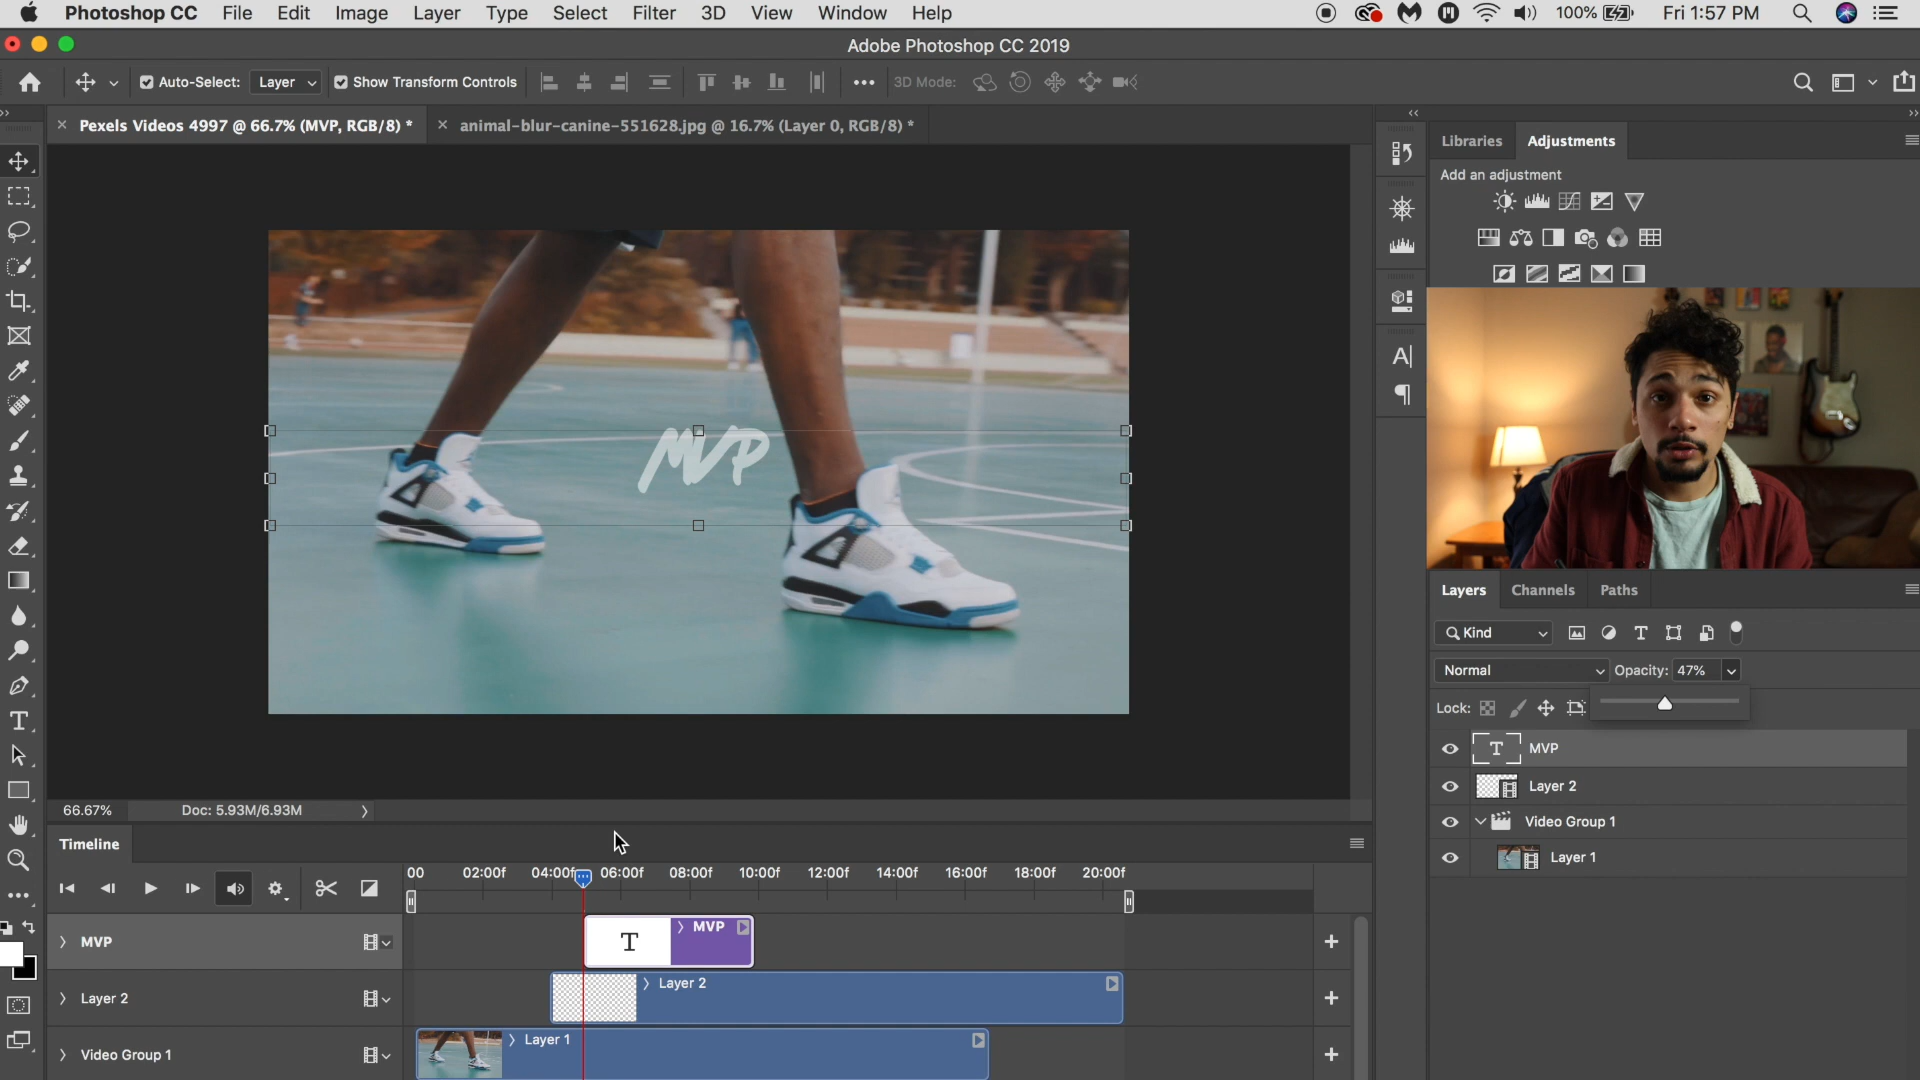 Photoshop CC File Edit Image Layer Type Select Filter 3D View Window Help 100% Fri 1:57 PM
Adobe Photoshop CC 2019
Auto-Select: Layer Show Transform Controls 3D Mode:
Pexels Videos 4997 @ 66.7% (MVP, RGB/8) * animal-blur-canine-551628.jpg @ 16.7% (Layer 0, RGB/8) *
Libraries Adjustments
Add an adjustment
MVP
Layers Channels Paths
Kind
Normal Opacity: 47%
Lock:
T MVP
Layer 2
Video Group 1
Layer 1
66.67% Doc: 5.93M/6.93M
Timeline
00 02:00f 04:00f 06:00f 08:00f 10:00f 12:00f 14:00f 16:00f 18:00f 20:00f
MVP T MVP
Layer 2 Layer 2
Video Group 1 Layer 1